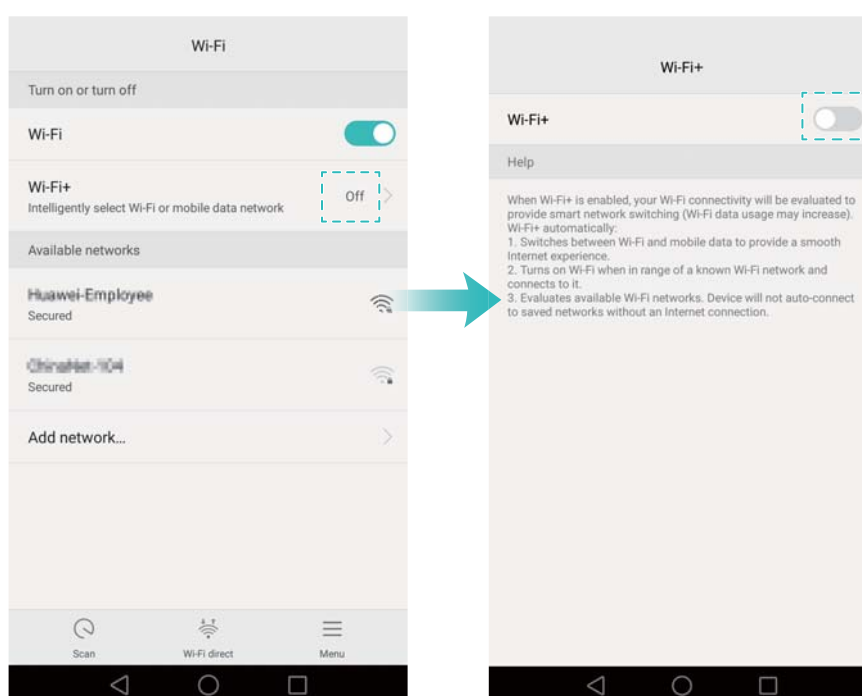 Wi-Fi
Turn on or turn off
Wi-Fi
Wi-Fi+
Intelligently select Wi-Fi or mobile data network
Off
Available networks
Huawei-Employee
Secured
ChinaNet-104
Secured
Add network...
Scan
Wi-Fi direct
Menu
Wi-Fi+
Wi-Fi+
Help
When Wi-Fi+ is enabled, your Wi-Fi connectivity will be evaluated to
provide smart network switching (Wi-Fi data usage may increase).
Wi-Fi+ automatically:
1. Switches between Wi-Fi and mobile data to provide a smooth
Internet experience.
2. Turns on Wi-Fi when in range of a known Wi-Fi network and
connects to it.
3. Evaluates available Wi-Fi networks. Device will not auto-connect
to saved networks without an Internet connection.